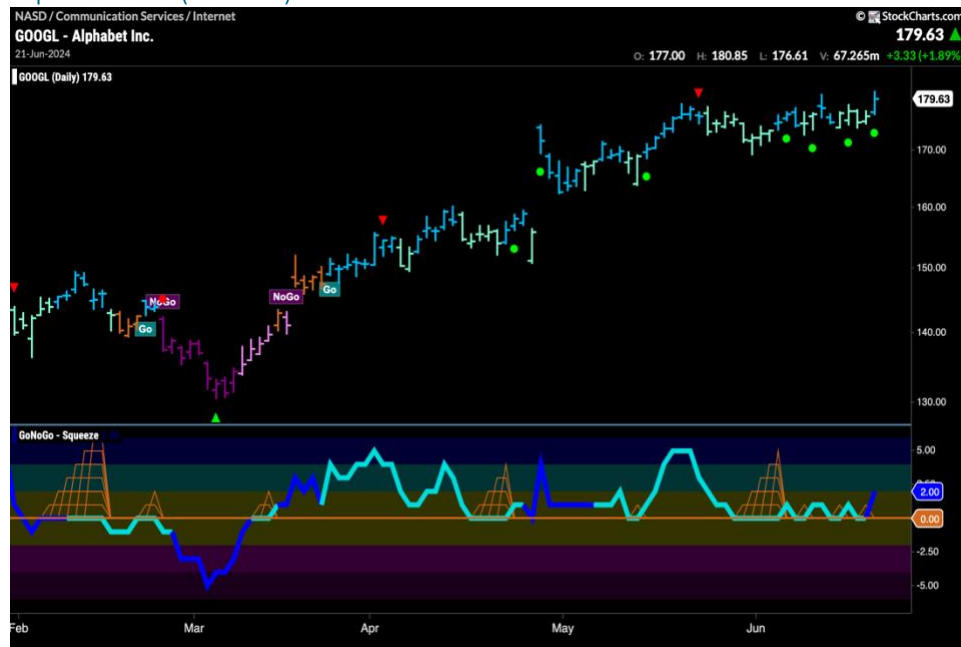 NASD / Communication Services / Internet
© StockCharts.com
GOOGL - Alphabet Inc.
179.63
21-Jun-2024
O: 177.00 H: 180.85 L: 176.61 V: 67.265m +3.33 (+1.89%
GOOGL (Daily) 179.63
179.63
170.00
160.00
150.00
140.00
130.00
NoGo
Go
NoGo
Go
GoNoGo - Squeeze
5.00
2.00
0.00
-2.50
-5.00
Feb Mar Apr May Jun